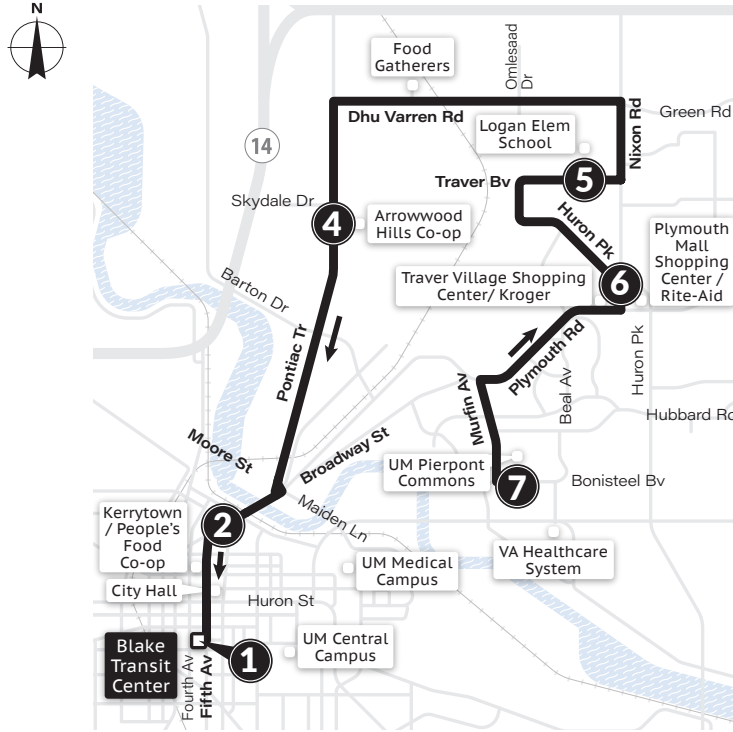 N
Food
Gatherers
Omlesaad
Dr
Dhu Varren Rd
Green Rd
Nixon Rd
Logan Elem
School
14
Traver Bv
5
Skydale Dr
4
Arrowwood
Hills Co-op
Huron Pk
Plymouth
Mall
Shopping
Center /
Rite-Aid
Traver Village Shopping
Center/ Kroger
6
Barton Dr
Pontiac Tr
Plymouth Rd
Huron Pk
Murfin Av
Beal Av
Hubbard Rd
Moore St
Broadway St
UM Pierpont
Commons
7
Bonisteel Bv
Maiden Ln
Kerrytown
/ People's
Food
Co-op
2
VA Healthcare
System
UM Medical
Campus
City Hall
Huron St
UM Central
Campus
Blake
Transit
Center
1
Fourth Av
Fifth Av